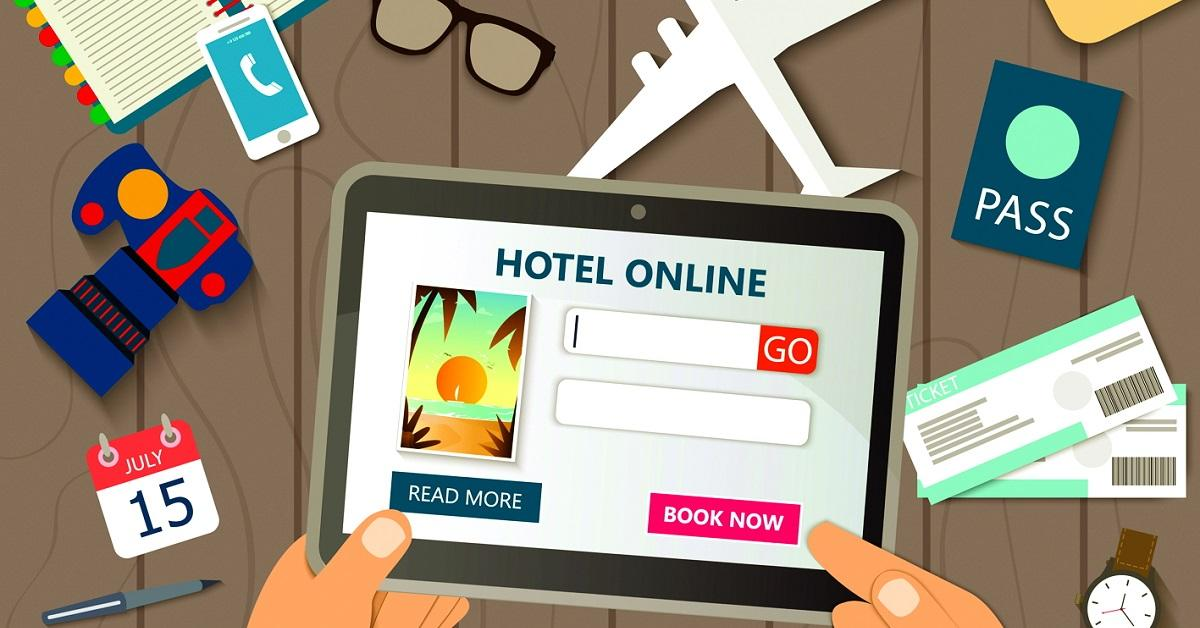 PASS
HOTEL ONLINE
GO
TICKET
JULY
15
READ MORE
BOOK NOW